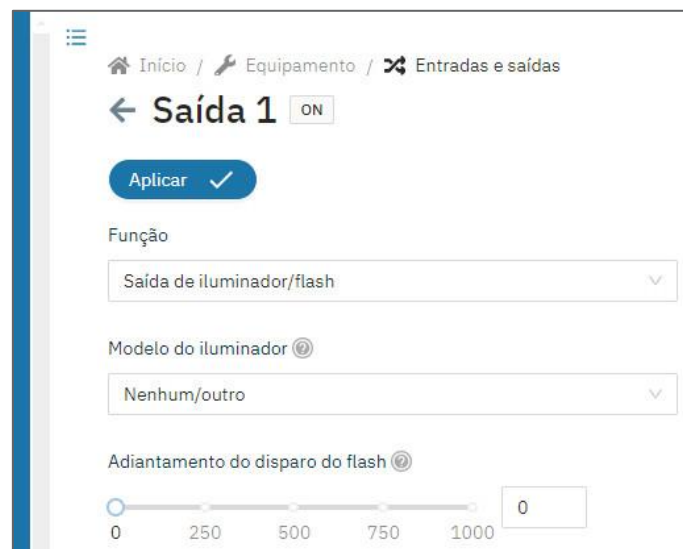 Início / Equipamento / Entradas e saídas
Saída 1 ON
Aplicar
Função
Saída de iluminador/flash
Modelo do iluminador
Nenhum/outro
Adiantamento do disparo do flash
0
0 250 500 750 1000